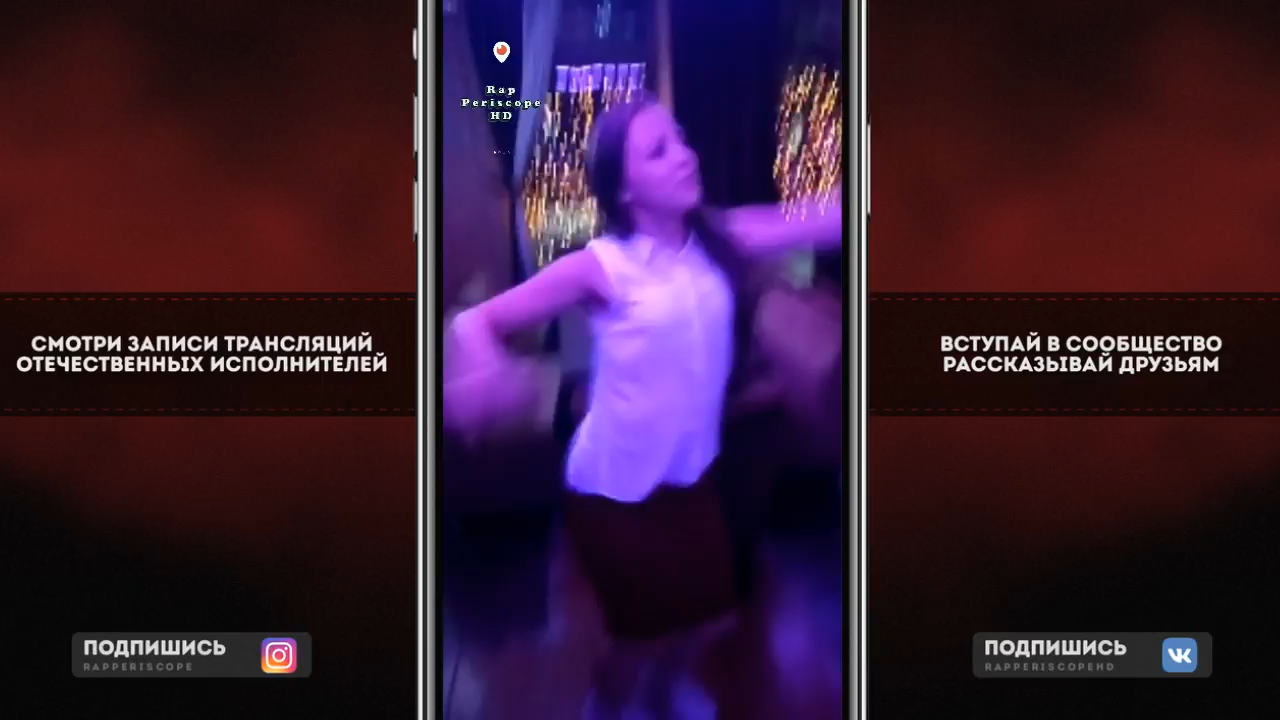 Rap
Periscope
HD
СМОТРИ ЗАПИСИ ТРАНСЛЯЦИЙ
ОТЕЧЕСТВЕННЫХ ИСПОЛНИТЕЛЕЙ
ВСТУПАЙ В СООБЩЕСТВО
РАССКАЗЫВАЙ ДРУЗЬЯМ
ПОДПИШИСЬ
RAPPERISCOPE
ПОДПИШИСЬ
RAPPERISCOPEHD